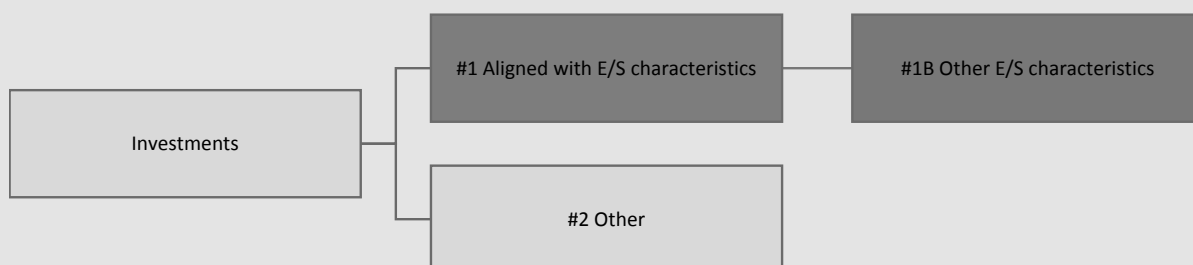 #1 Aligned with E/S characteristics
#1B Other E/S characteristics
Investments
#2 Other